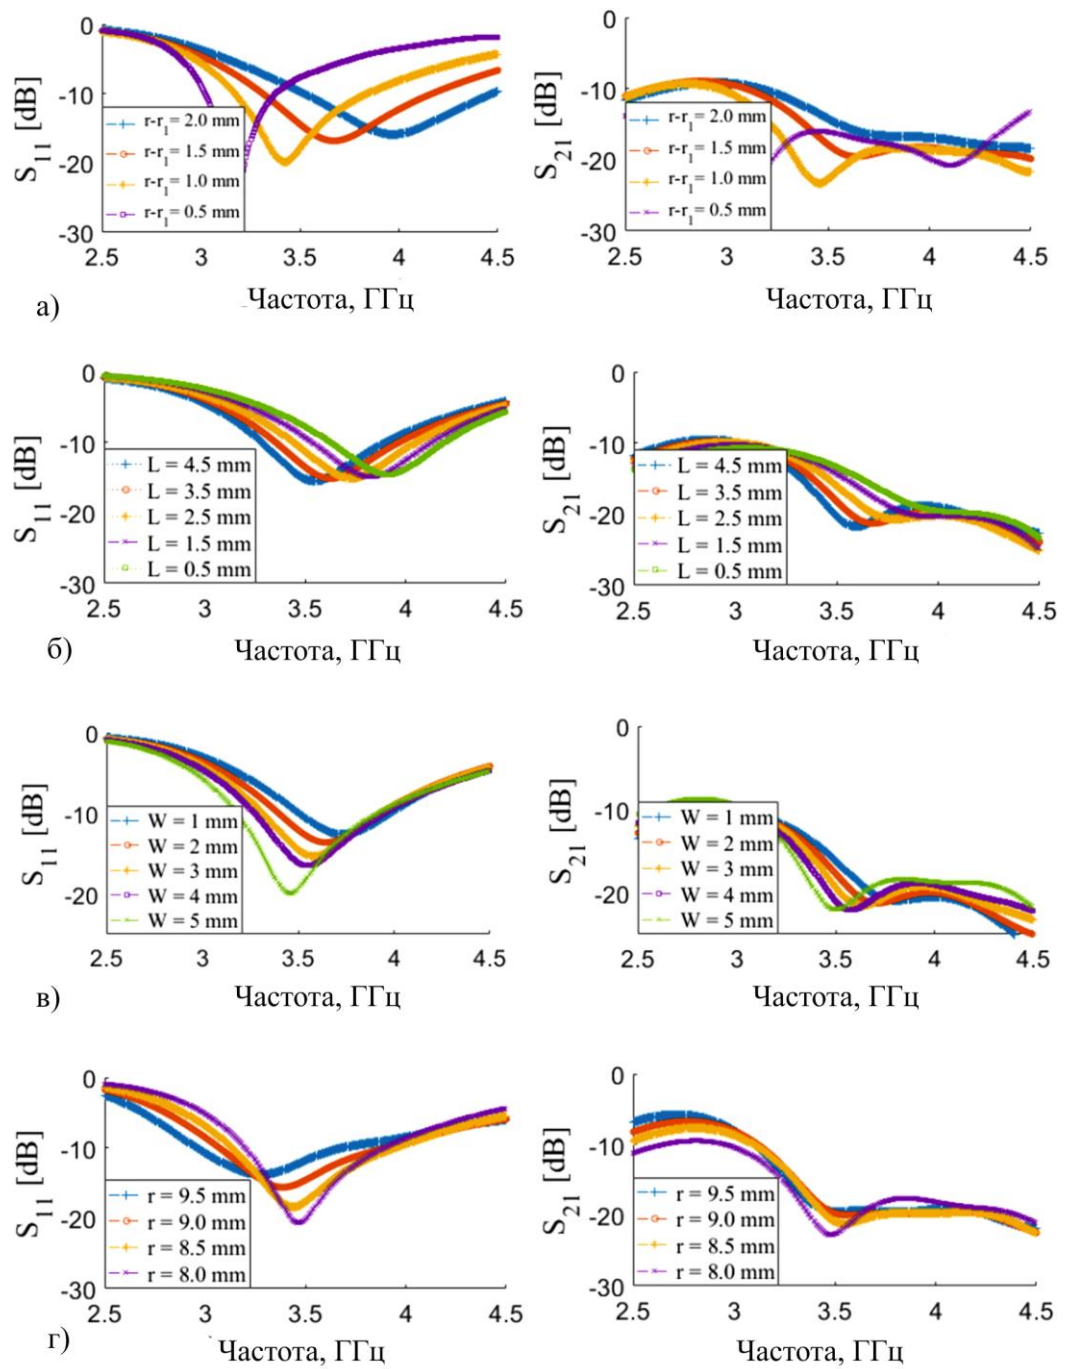 0
-10
-20
-30
S11 [dB]
r-r1= 2.0 mm
r-r1= 1.5 mm
r-r1= 1.0 mm
r-r1= 0.5 mm
2.5 3 3.5 4 4.5
Частота, ГГц
0
-10
-20
-30
S21 [dB]
r-r1= 2.0 mm
r-r1= 1.5 mm
r-r1= 1.0 mm
r-r1= 0.5 mm
2.5 3 3.5 4 4.5
Частота, ГГц
а)
0
-10
-20
-30
S11 [dB]
L = 4.5 mm
L = 3.5 mm
L = 2.5 mm
L = 1.5 mm
L = 0.5 mm
2.5 3 3.5 4 4.5
Частота, ГГц
0
-10
-20
-30
S21 [dB]
L = 4.5 mm
L = 3.5 mm
L = 2.5 mm
L = 1.5 mm
L = 0.5 mm
2.5 3 3.5 4 4.5
Частота, ГГц
б)
0
-10
-20
S11 [dB]
W = 1 mm
W = 2 mm
W = 3 mm
W = 4 mm
W = 5 mm
2.5 3 3.5 4 4.5
Частота, ГГц
0
-10
-20
S21 [dB]
W = 1 mm
W = 2 mm
W = 3 mm
W = 4 mm
W = 5 mm
2.5 3 3.5 4 4.5
Частота, ГГц
в)
0
-10
-20
-30
S11 [dB]
r = 9.5 mm
r = 9.0 mm
r = 8.5 mm
r = 8.0 mm
2.5 3 3.5 4 4.5
Частота, ГГц
0
-10
-20
-30
S21 [dB]
r = 9.5 mm
r = 9.0 mm
r = 8.5 mm
r = 8.0 mm
2.5 3 3.5 4 4.5
Частота, ГГц
г)